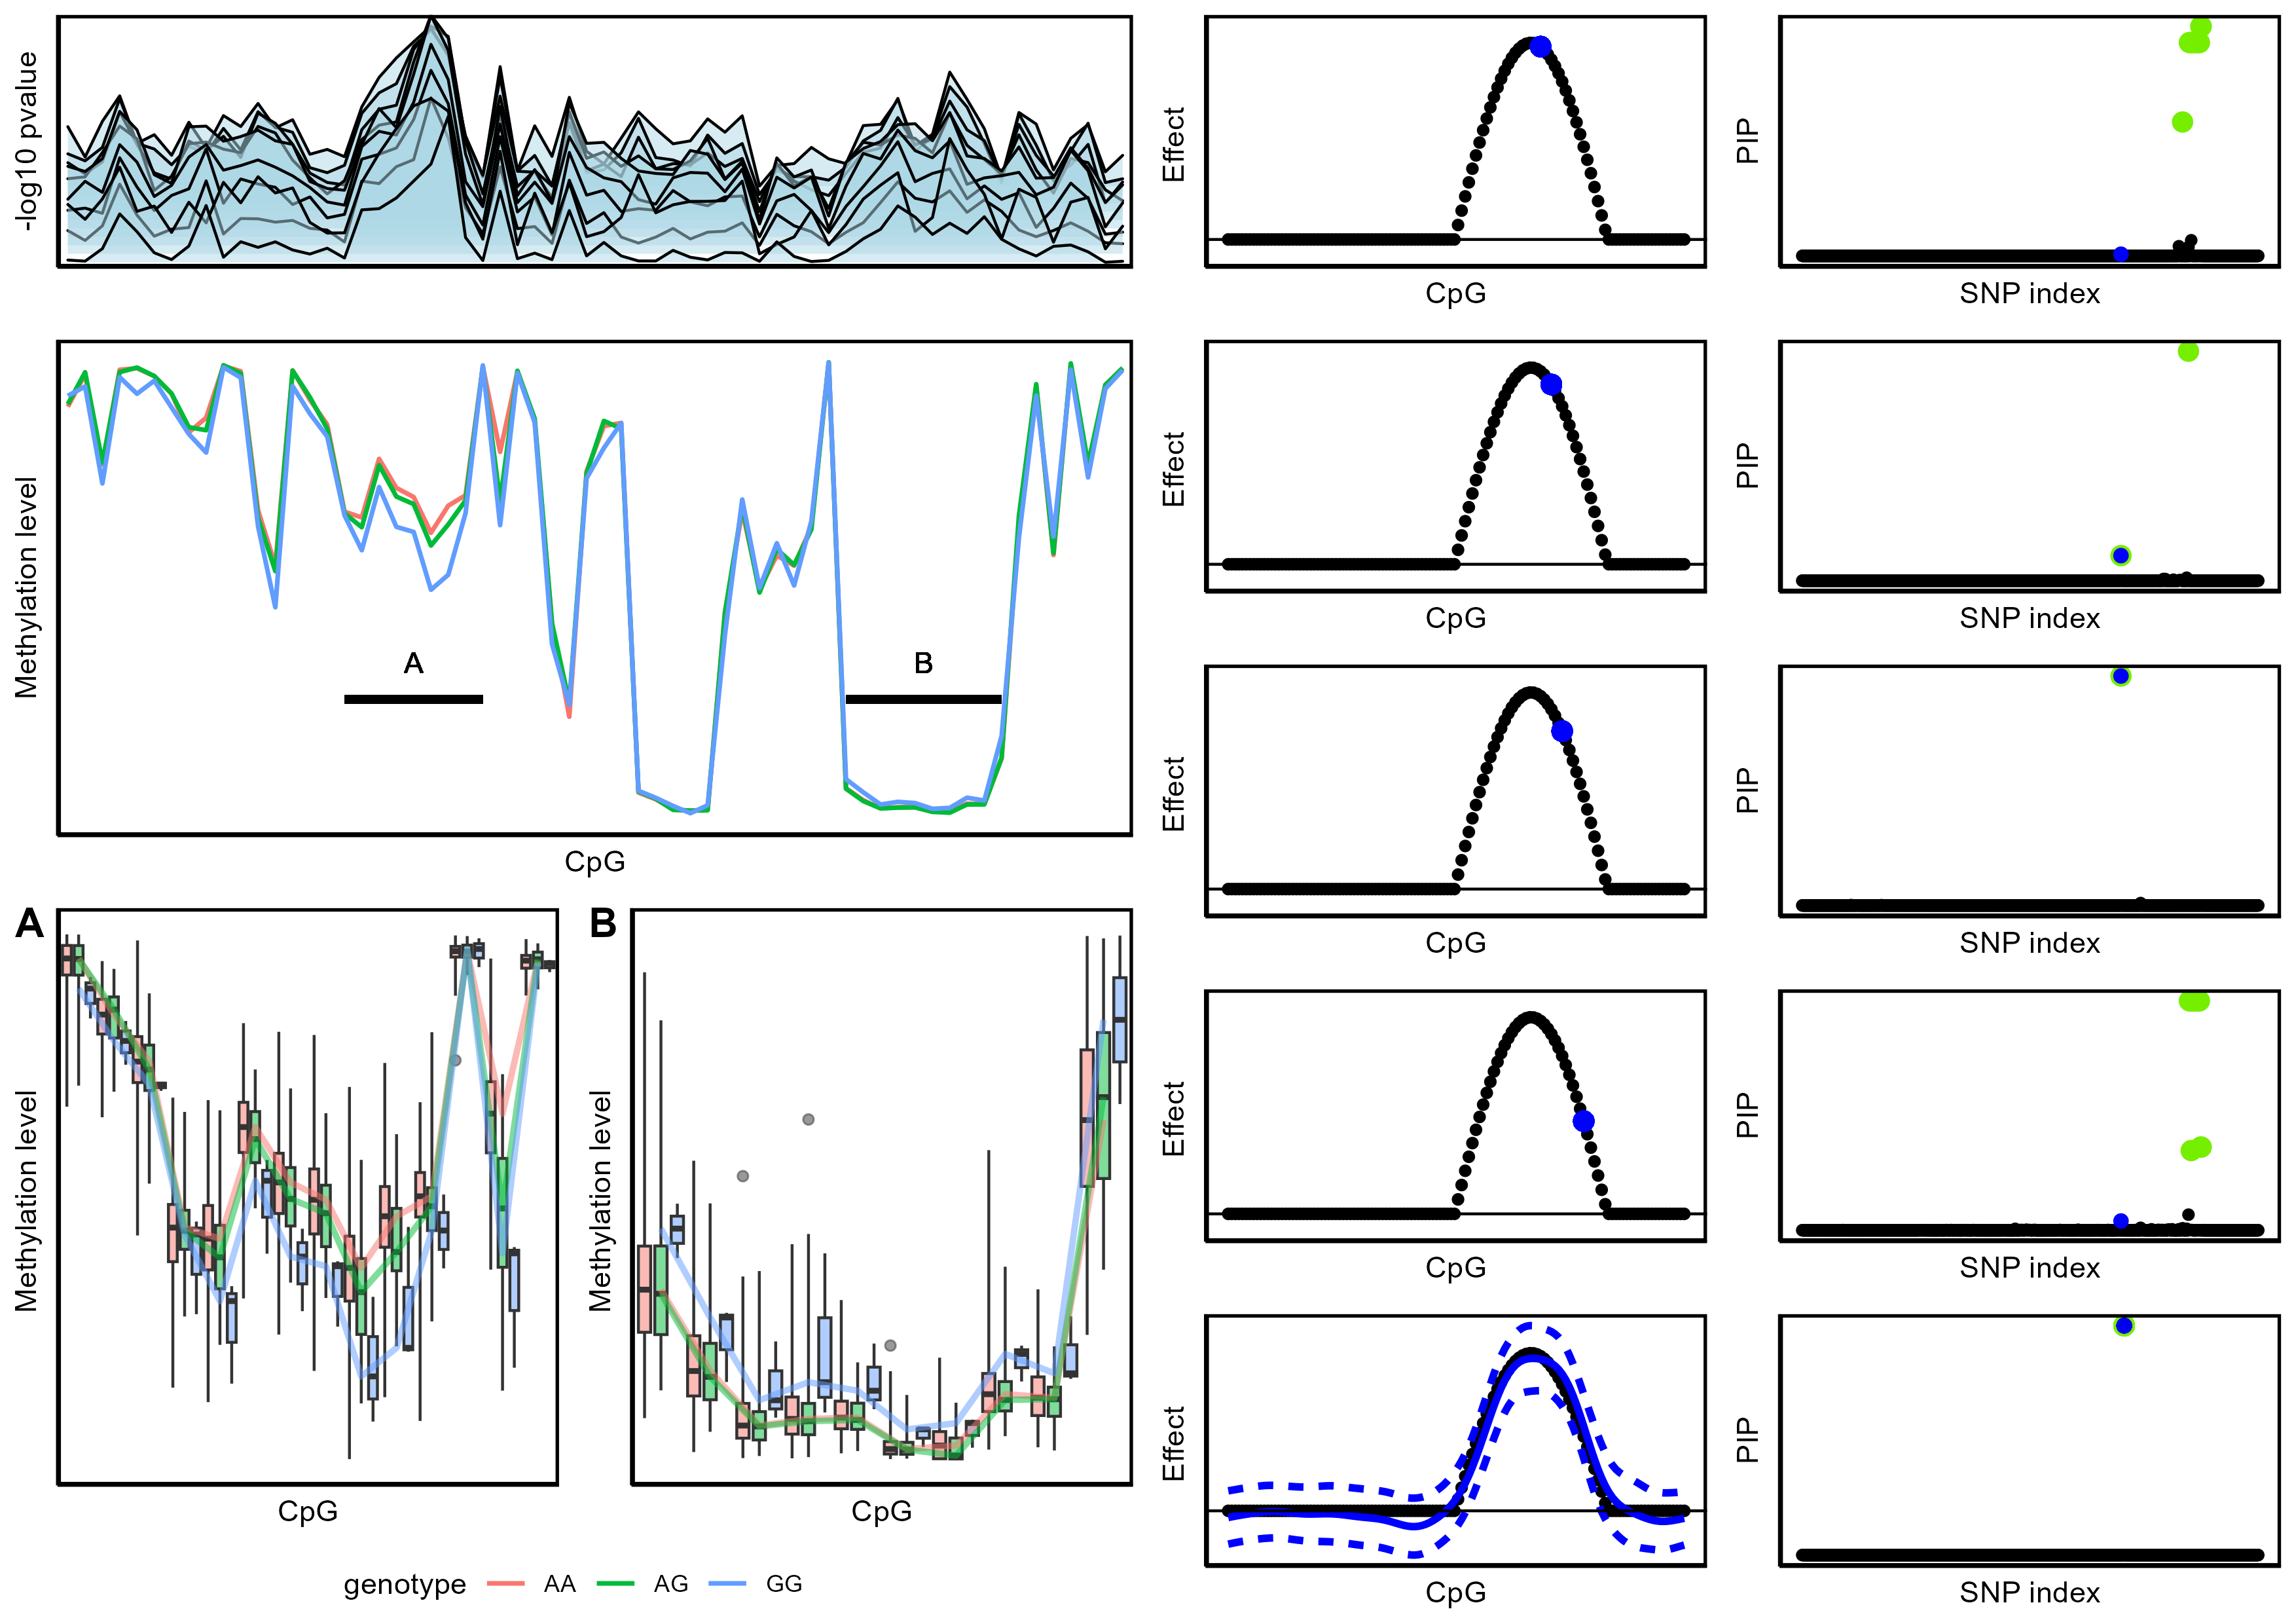 -log10 pvalue
Methylation level
A
B
CpG
A
Methylation level
CpG
B
Methylation level
CpG
genotype AA AG GG
Effect
CpG
PIP
SNP index
Effect
CpG
PIP
SNP index
Effect
CpG
PIP
SNP index
Effect
CpG
PIP
SNP index
Effect
CpG
PIP
SNP index